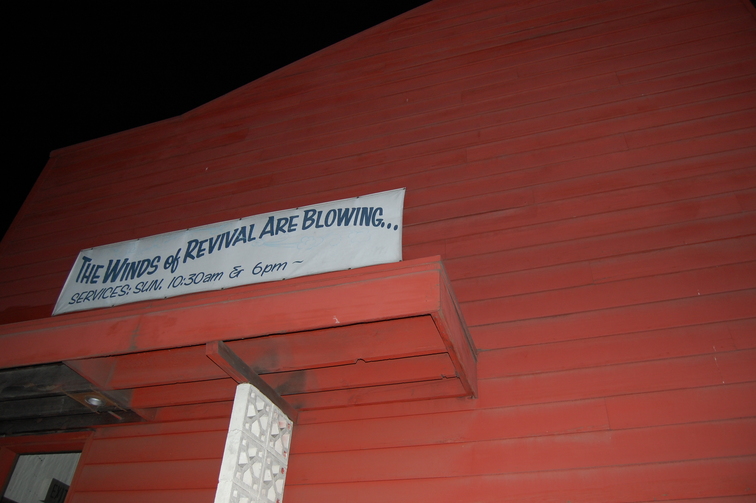 THE WINDS of REVIVAL ARE BLOWING...
SERVICES: SUN. 10:30am & 6pm ~